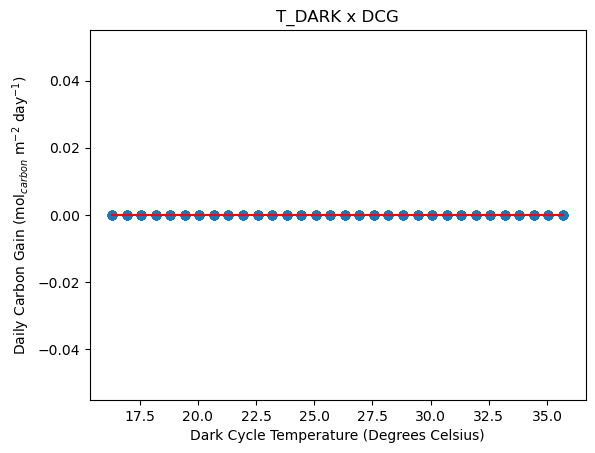 T_DARK x DCG
Daily Carbon Gain (mol_carbon m⁻² day⁻¹)
0.04
0.02
0.00
−0.02
−0.04
17.5 20.0 22.5 25.0 27.5 30.0 32.5 35.0
Dark Cycle Temperature (Degrees Celsius)